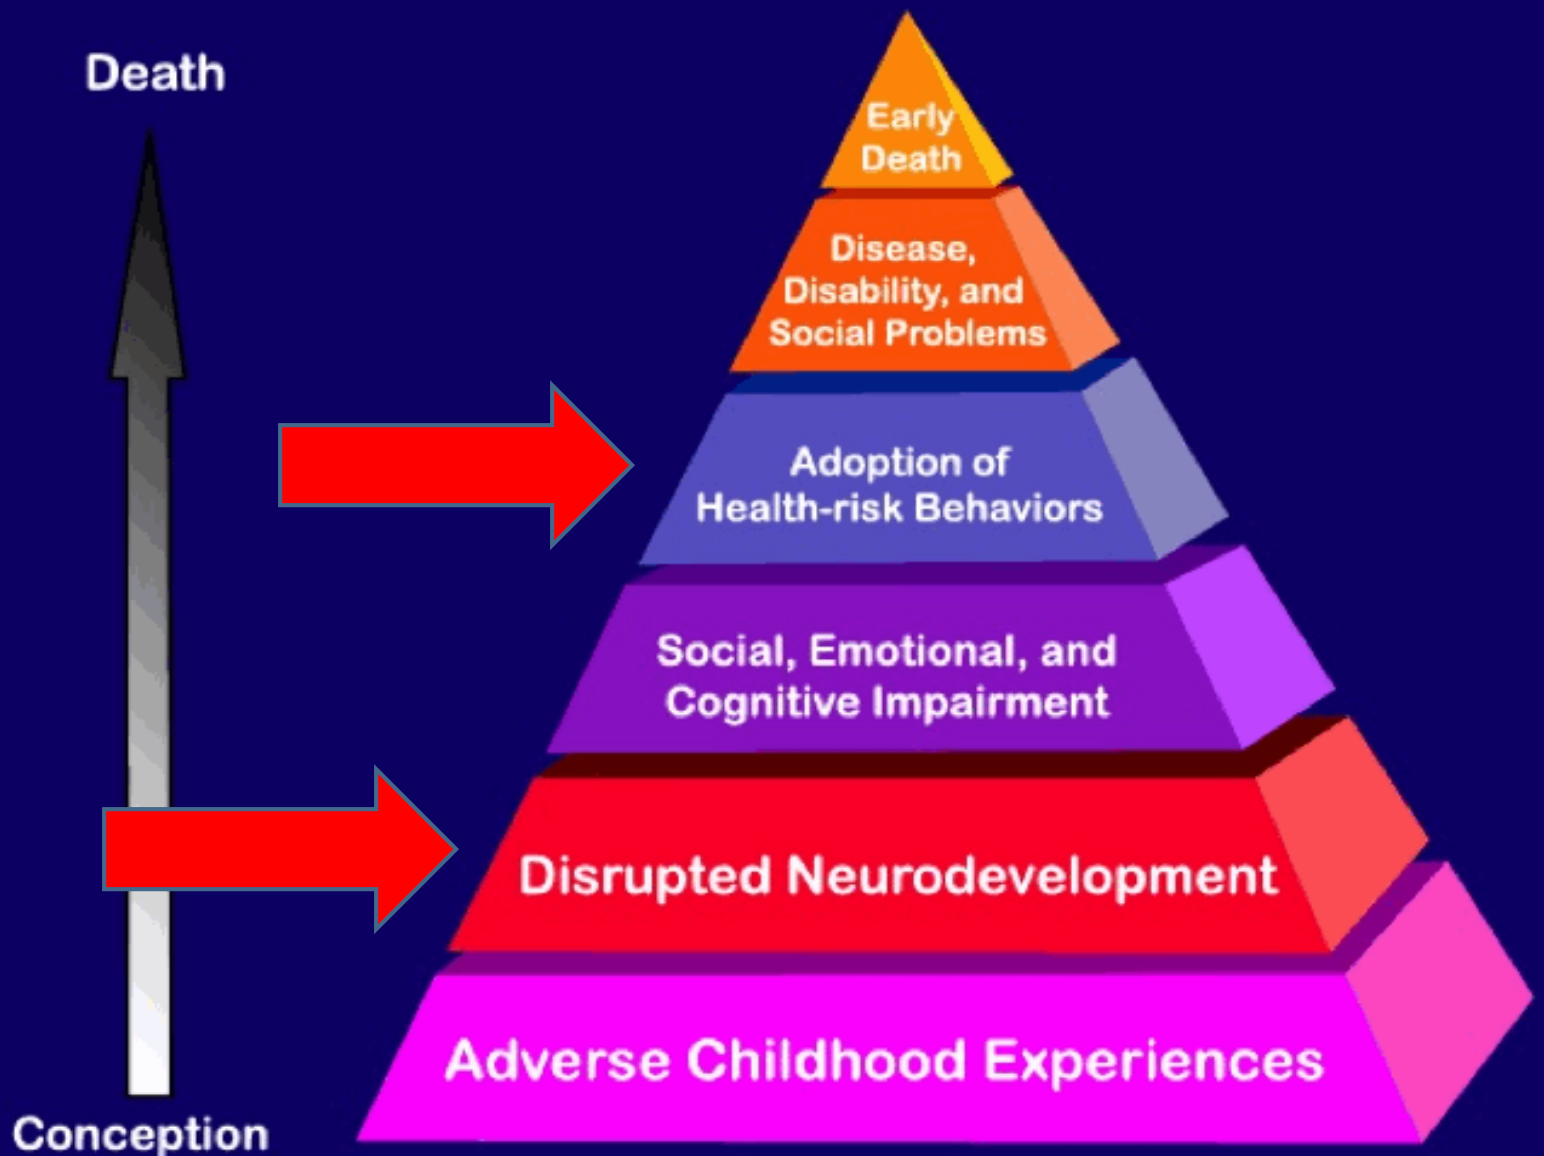 Death
Early
Death
Disease,
Disability, and
Social Problems
Adoption of
Health-risk Behaviors
Social, Emotional, and
Cognitive Impairment
Disrupted Neurodevelopment
Adverse Childhood Experiences
Conception